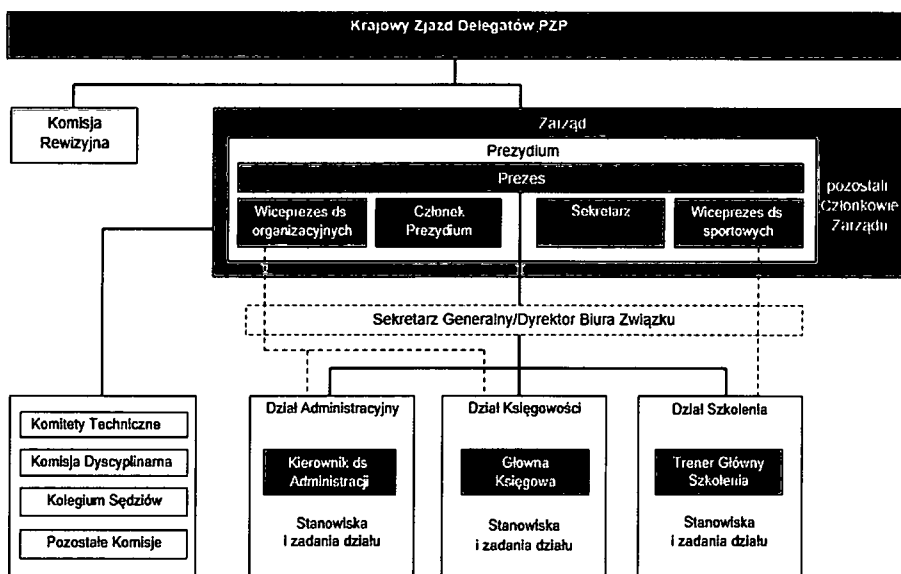 Krajowy Zjazd Delegatów PZP
Komisja
Rewizyjna
Zarząd
Prezydium
Prezes
pozostali
Członkowie
Zarządu
Wiceprezes ds
organizacyjnych
Członek
Prezydium
Sekretarz
Wiceprezes ds
sportowych
Sekretarz Generalny/Dyrektor Biura Związku
Komitety Techniczne
Komisja Dyscyplinarna
Kolegium Sędziów
Pozostałe Komisje
Dział Administracyjny
Kierownik ds
Administracji
Stanowiska
i zadania działu
Dział Księgowości
Główna
Księgowa
Stanowiska
i zadania działu
Dział Szkolenia
Trener Główny
Szkolenia
Stanowiska
i zadania działu